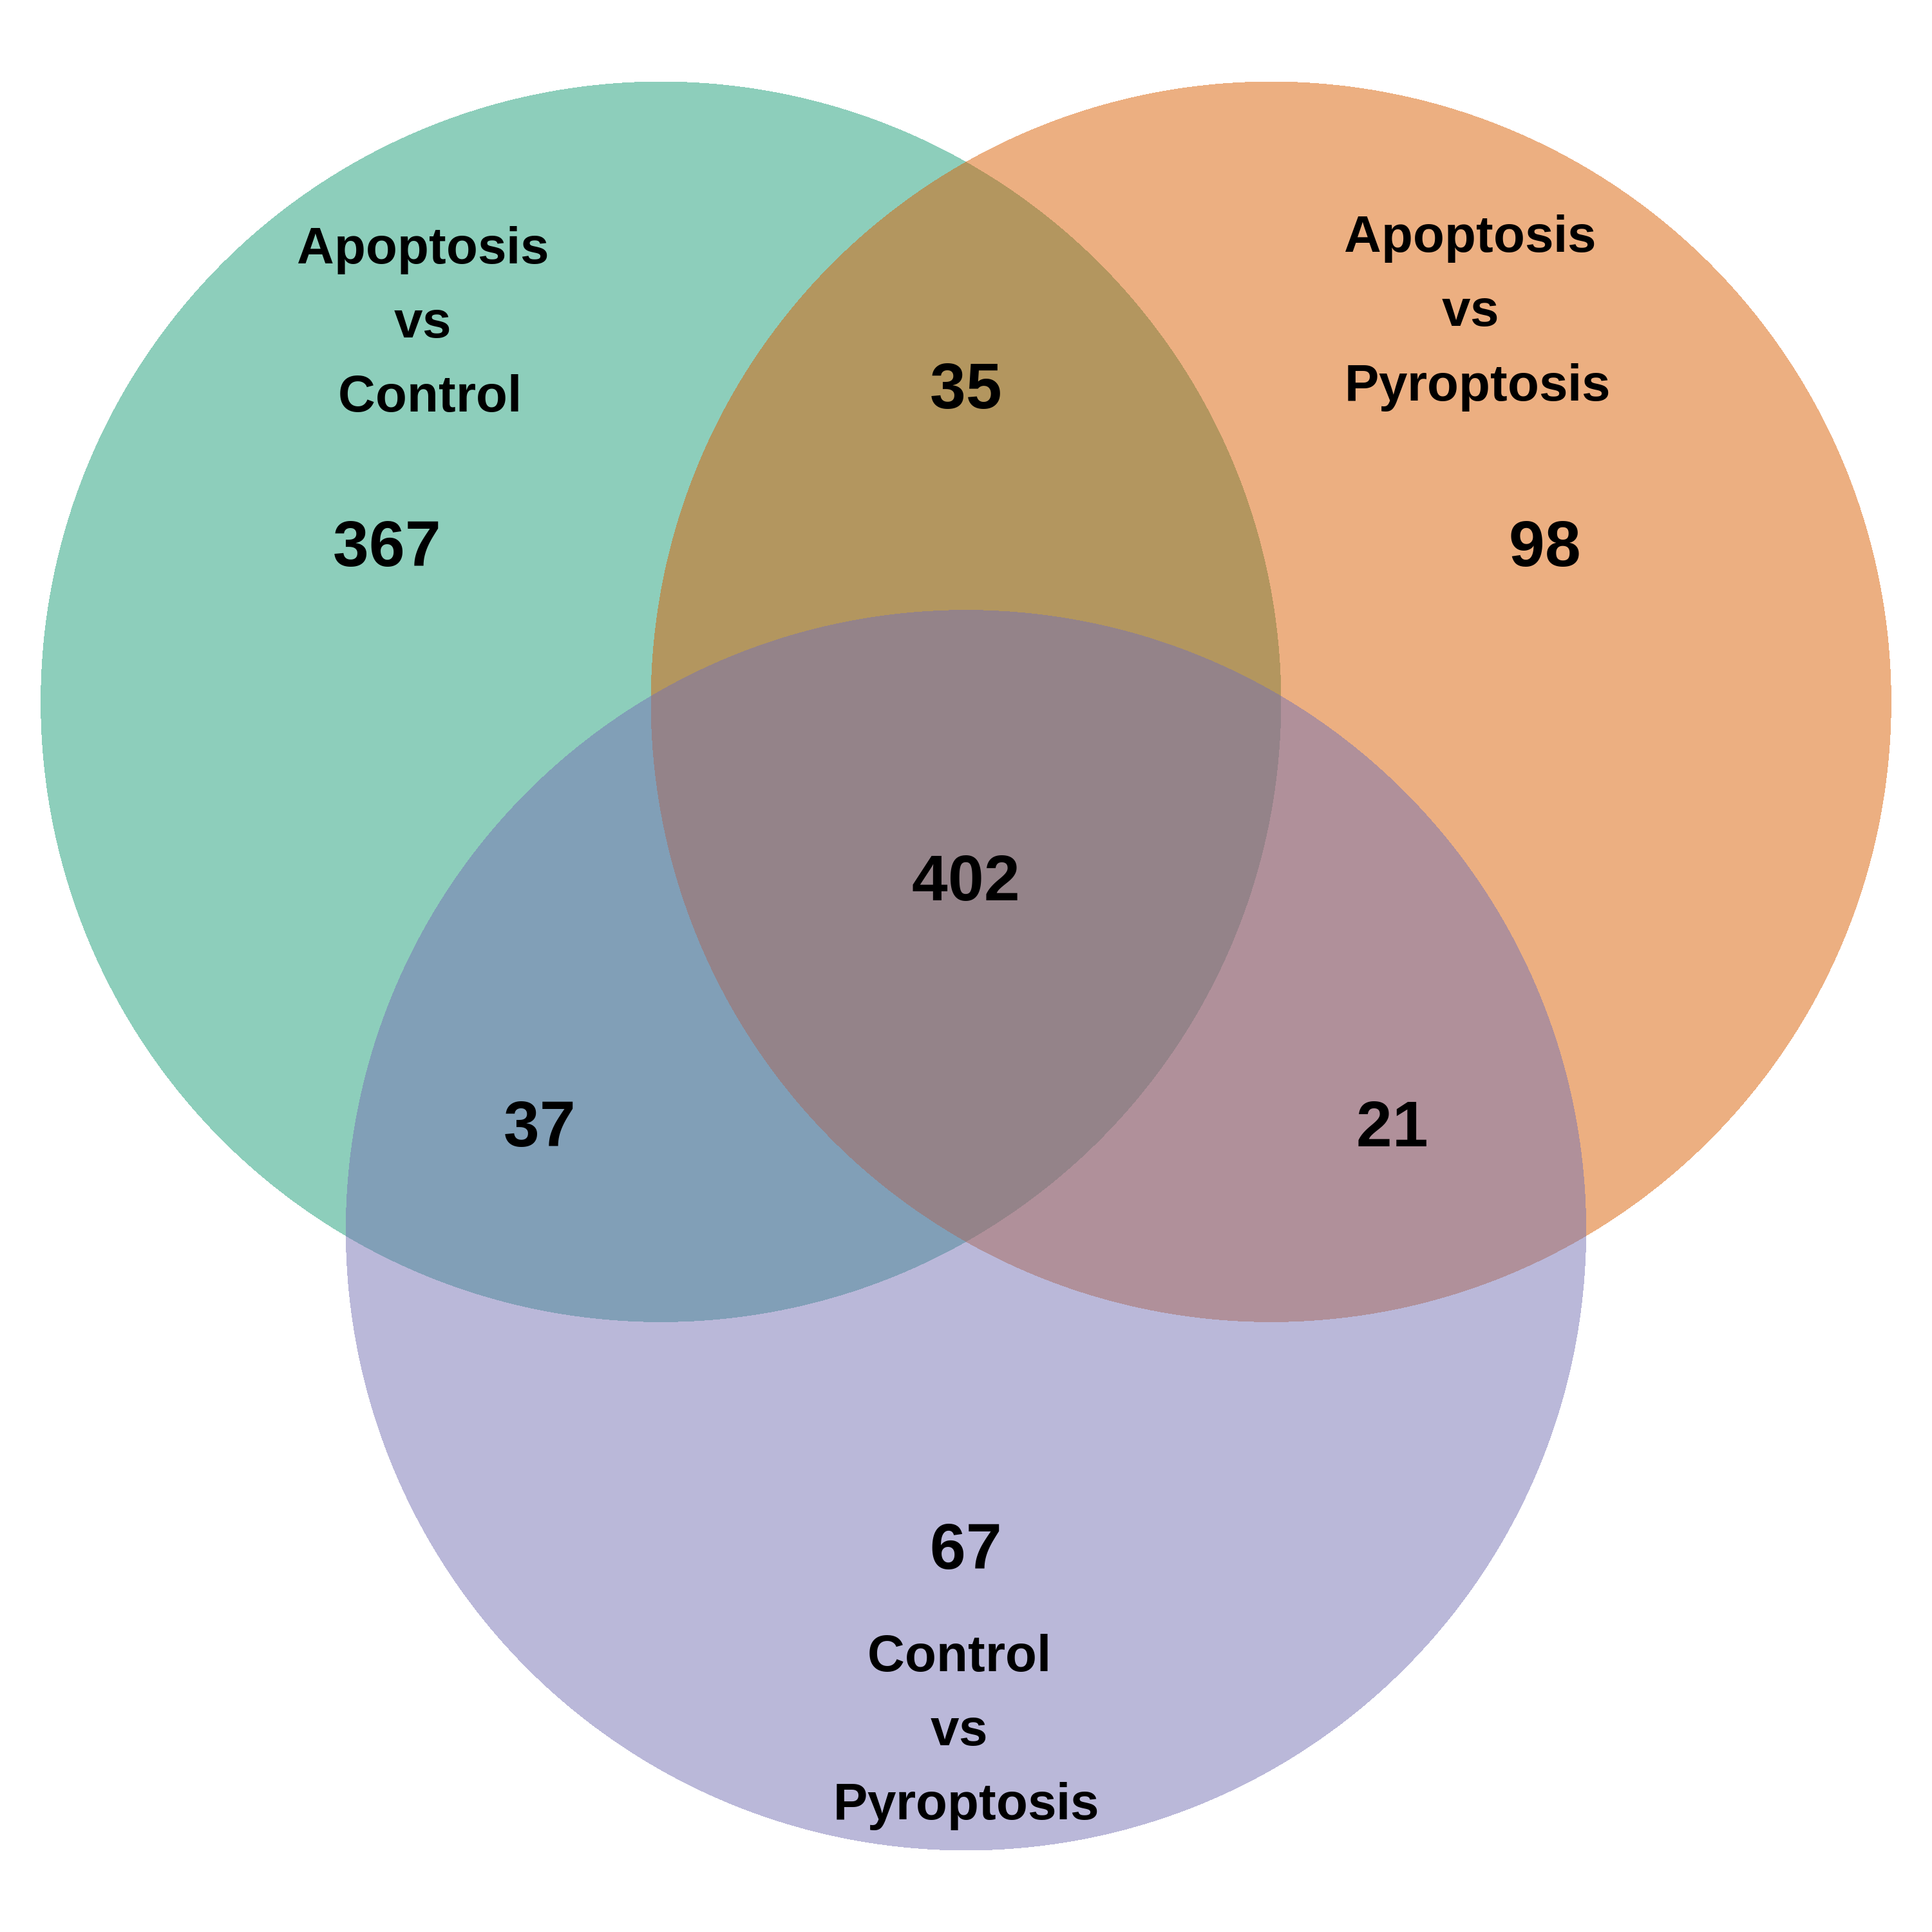 Apoptosis
vs
Control
367
35
Apoptosis
vs
Pyroptosis
98
402
37
21
67
Control
vs
Pyroptosis